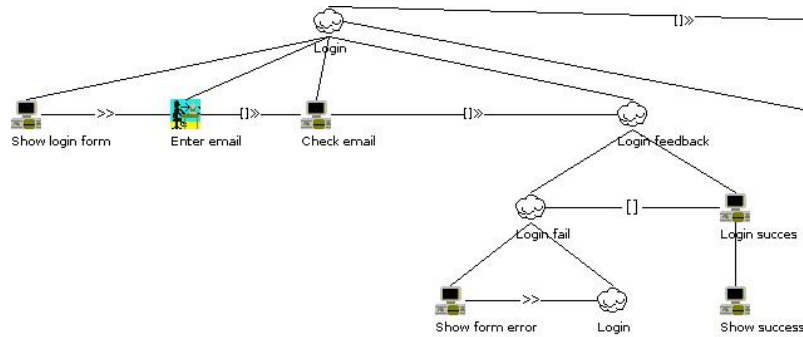 []»
Login
>>
[]»
[]»
Show login form
Enter email
Check email
Login feedback
[]
Login fail
Login succes
>>
Show form error
Login
Show success